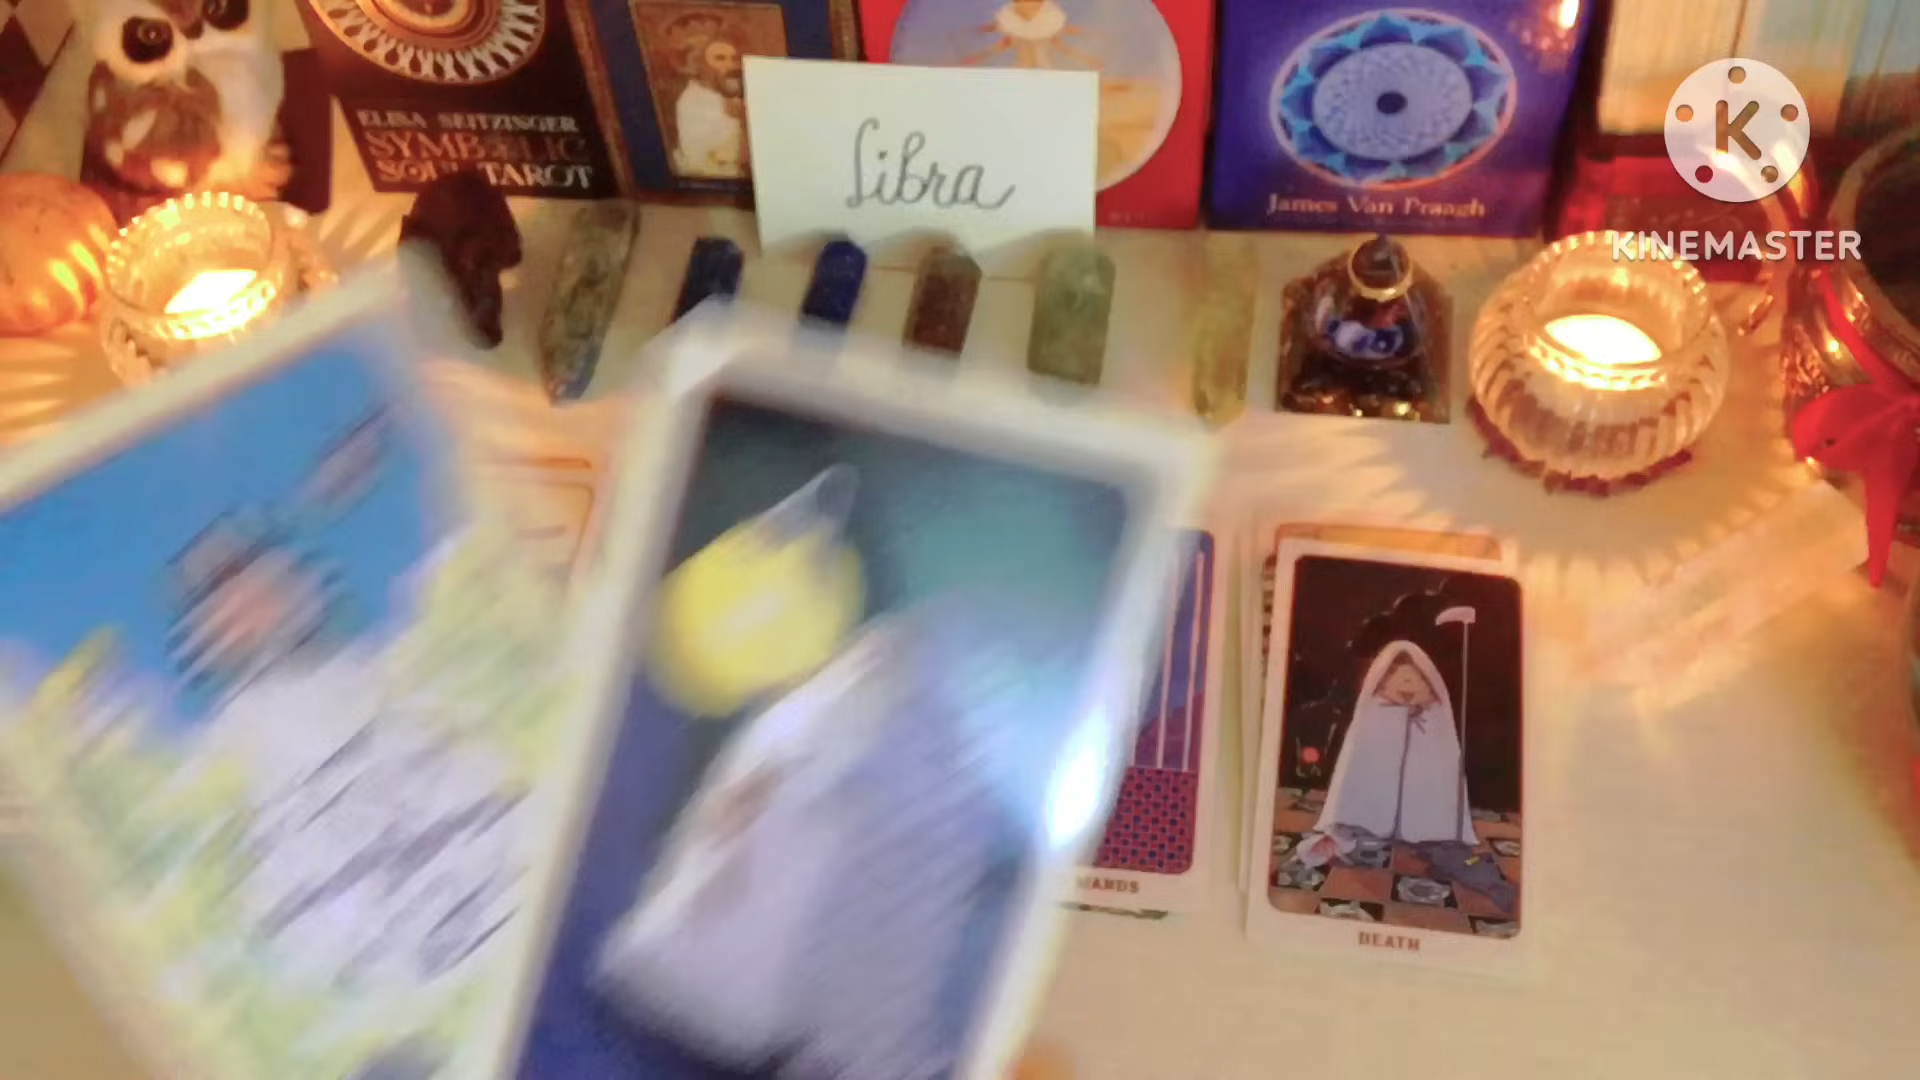 ELISA SEITZINGER
SYMBOLIC
SOUL TAROT
Libra
James Van Praagh
K
KINEMASTER
WANDS
DEATH